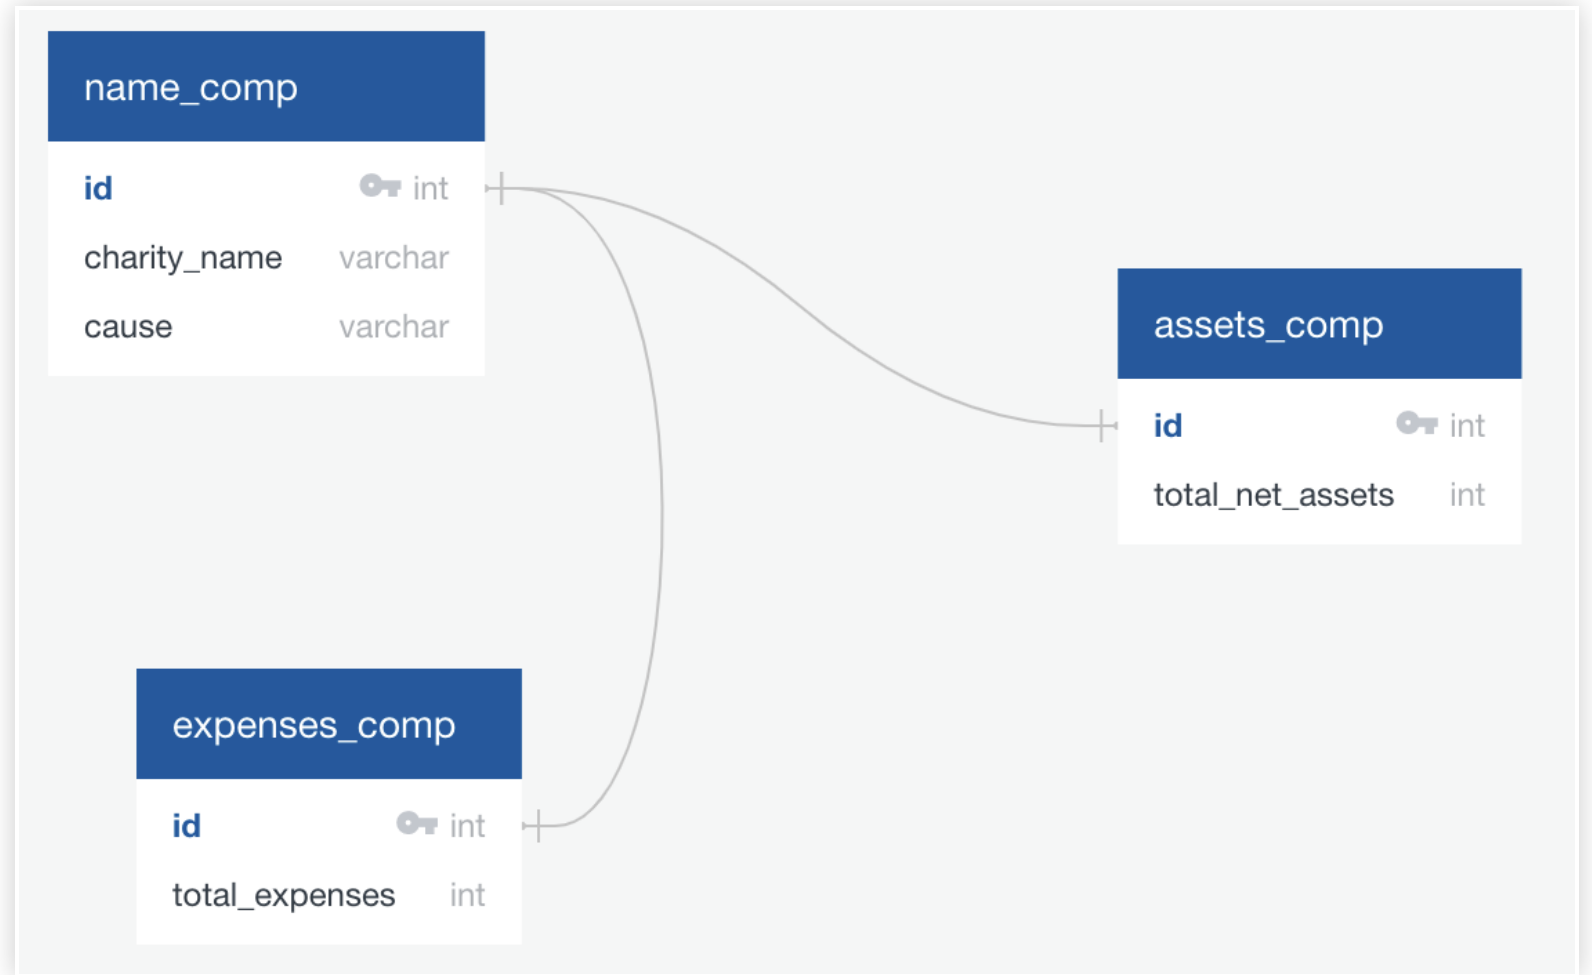 name_comp
id int
charity_name varchar
cause varchar
assets_comp
id int
total_net_assets int
expenses_comp
id int
total_expenses int